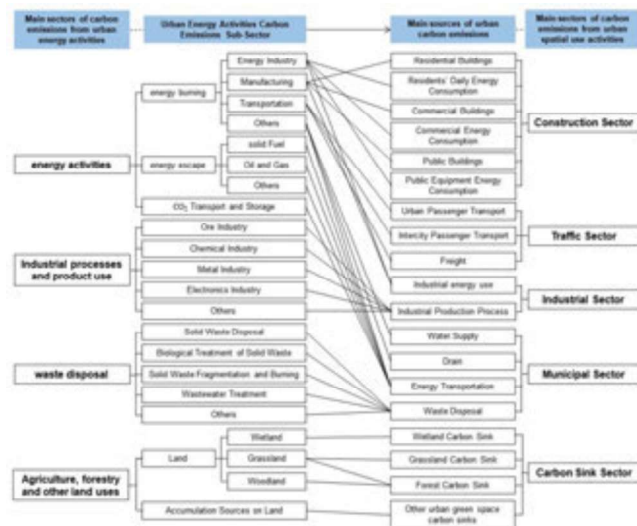 Main sectors of carbon
emissions from urban
energy activities
Urban Energy Activities Carbon
Emissions Sub-Sector
Main sources of urban
carbon emissions
Main sectors of carbon
emissions from urban
spatial use activities
energy activities
Industrial processes
and product use
waste disposal
Agriculture, forestry
and other land uses
energy burning
energy escape
Land
Energy Industry
Manufacturing
Transportation
Others
solid Fuel
Oil and Gas
Others
CO₂ Transport and Storage
Ore Industry
Chemical Industry
Metal Industry
Electronics Industry
Others
Solid Waste Disposal
Biological Treatment of Solid Waste
Solid Waste Fragmentation and Burning
Wastewater Treatment
Others
Wetland
Grassland
Woodland
Accumulation Sources on Land
Residential Buildings
Residents' Daily Energy
Consumption
Commercial Buildings
Commercial Energy
Consumption
Public Buildings
Public Equipment Energy
Consumption
Urban Passenger Transport
Intercity Passenger Transport
Freight
Industrial energy use
Industrial Production Process
Water Supply
Drain
Energy Transportation
Waste Disposal
Wetland Carbon Sink
Grassland Carbon Sink
Forest Carbon Sink
Other urban green space
carbon sinks
Construction Sector
Traffic Sector
Industrial Sector
Municipal Sector
Carbon Sink Sector